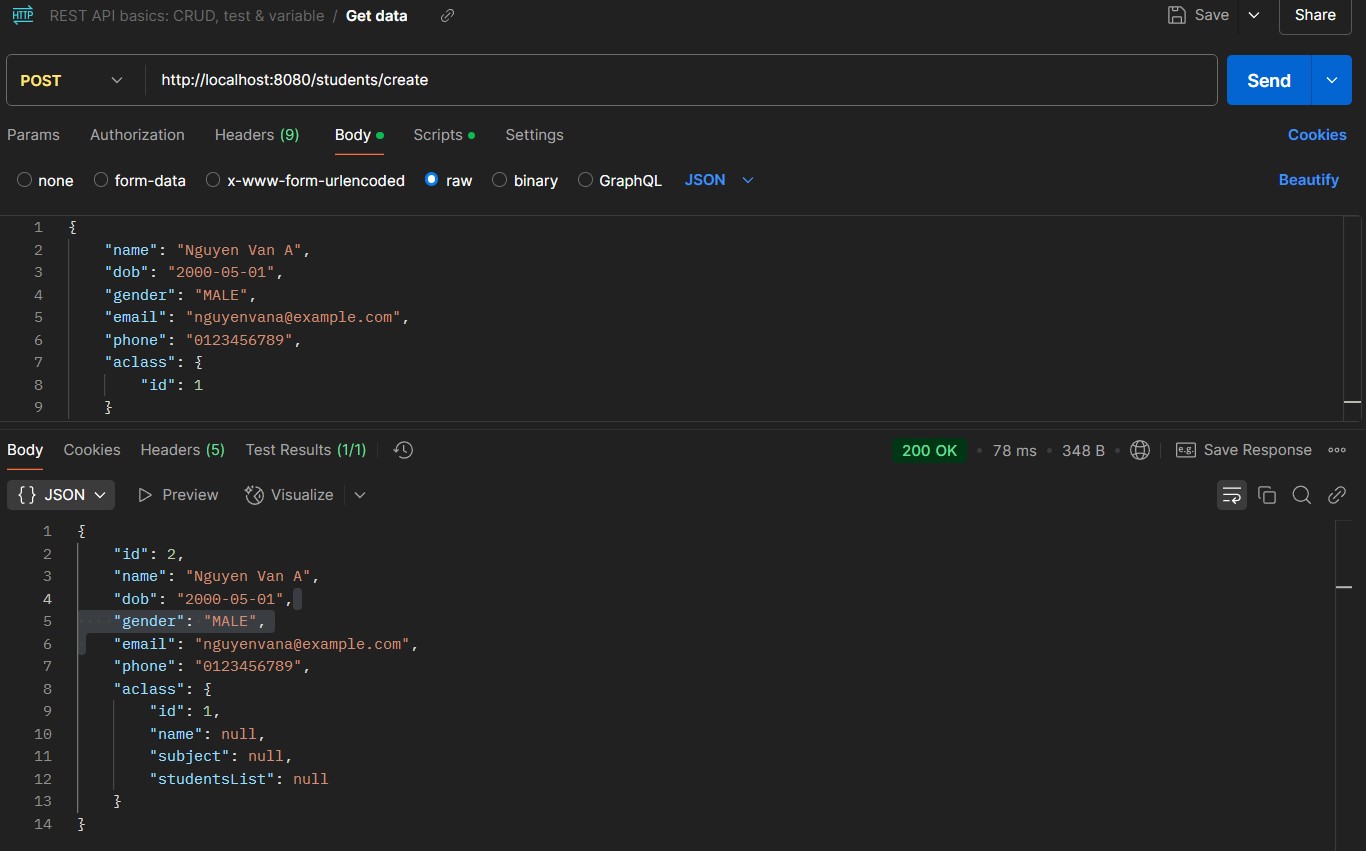 HTTP REST API basics: CRUD, test & variable / Get data Save Share
POST http://localhost:8080/students/create Send
Params Authorization Headers (9) Body Scripts Settings Cookies
none form-data x-www-form-urlencoded raw binary GraphQL JSON Beautify
1 {
2 "name": "Nguyen Van A",
3 "dob": "2000-05-01",
4 "gender": "MALE",
5 "email": "nguyenvana@example.com",
6 "phone": "0123456789",
7 "aclass": {
8 "id": 1
9 }
Body Cookies Headers (5) Test Results (1/1) 200 OK • 78 ms • 348 B • e.g. Save Response
{} JSON Preview Visualize
1 {
2 "id": 2,
3 "name": "Nguyen Van A",
4 "dob": "2000-05-01",
5 "gender": "MALE",
6 "email": "nguyenvana@example.com",
7 "phone": "0123456789",
8 "aclass": {
9 "id": 1,
10 "name": null,
11 "subject": null,
12 "studentsList": null
13 }
14 }